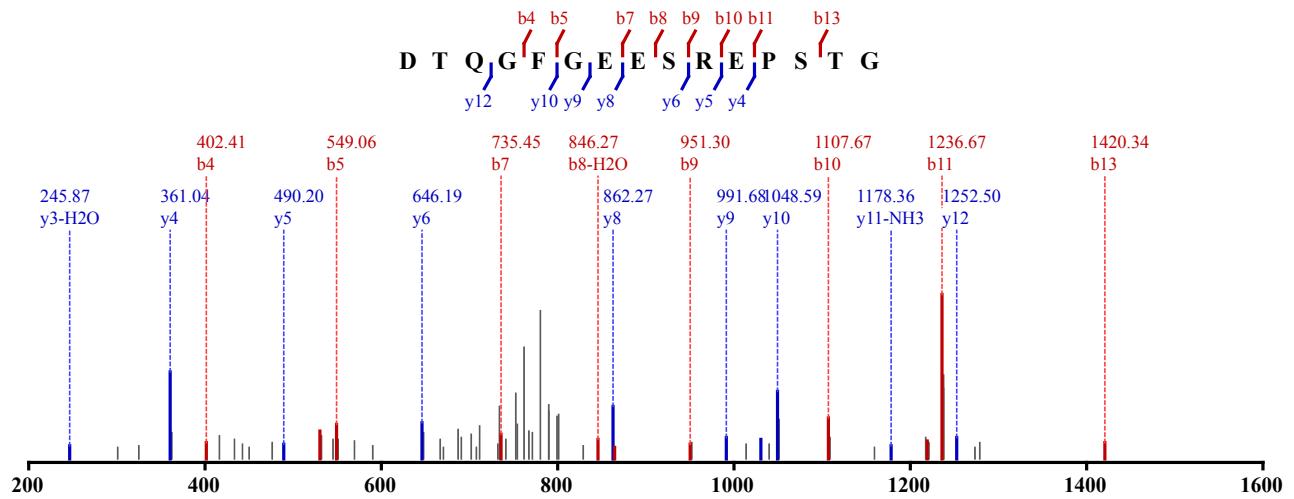 b4 b5 b7 b8 b9 b10 b11 b13
D T Q G F G E E S R E P S T G
y12 y10 y9 y8 y6 y5 y4
402.41 549.06 735.45 846.27 951.30 1107.67 1236.67 1420.34
b4 b5 b7 b8-H2O b9 b10 b11 b13
245.87 361.04 490.20 646.19 862.27 991.68 1048.59 1178.36 1252.50
y3-H2O y4 y5 y6 y8 y9 y10 y11-NH3 y12
200 400 600 800 1000 1200 1400 1600